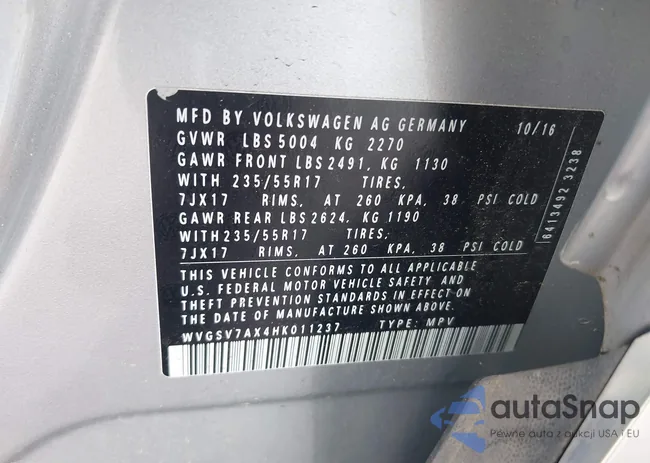 MFD BY VOLKSWAGEN AG GERMANY 10/16
GVWR LBS 5004 KG 2270
GAWR FRONT LBS 2491, KG 1130
WITH 235/55R17 TIRES,
7JX17 RIMS, AT 260 KPA, 38 PSI COLD
GAWR REAR LBS 2624, KG 1190
WITH 235/55R17 TIRES,
7JX17 RIMS, AT 260 KPA, 38 PSI COLD
THIS VEHICLE CONFORMS TO ALL APPLICABLE
U.S. FEDERAL MOTOR VEHICLE SAFETY AND
THEFT PREVENTION STANDARDS IN EFFECT ON
THE DATE OF MANUFACTURE SHOWN ABOVE.
WVGSV7AX4HK011237 TYPE: MPV
6413492 3238
autaSnap
Pewne auta z aukcji USA i EU